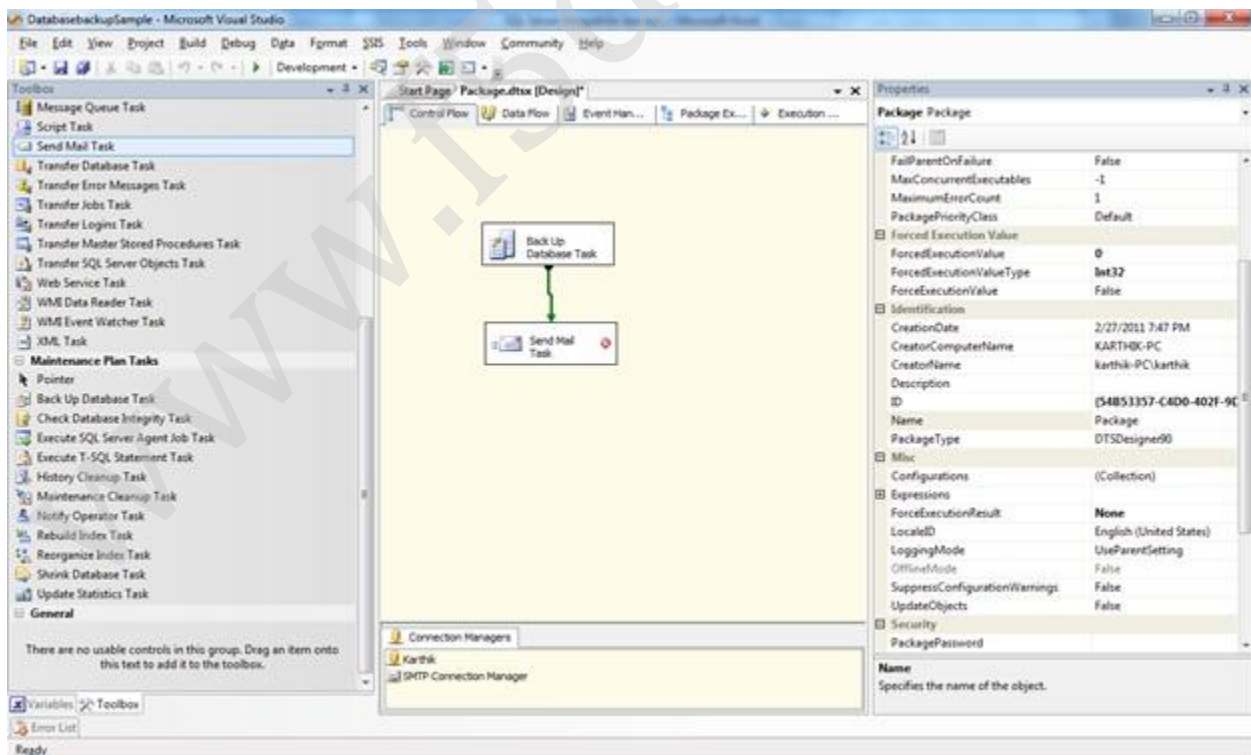 DatabasebackupSample - Microsoft Visual Studio
File Edit View Project Build Debug Data Format SSIS Tools Window Community Help
Development
Toolbox
Message Queue Task
Script Task
Send Mail Task
Transfer Database Task
Transfer Error Messages Task
Transfer Jobs Task
Transfer Logins Task
Transfer Master Stored Procedures Task
Transfer SQL Server Objects Task
Web Service Task
WMI Data Reader Task
WMI Event Watcher Task
XML Task
Maintenance Plan Tasks
Pointer
Back Up Database Task
Check Database Integrity Task
Execute SQL Server Agent Job Task
Execute T-SQL Statement Task
History Cleanup Task
Maintenance Cleanup Task
Notify Operator Task
Rebuild Index Task
Reorganize Index Task
Shrink Database Task
Update Statistics Task
General
There are no usable controls in this group. Drag an item onto
this text to add it to the toolbox.
Variables Toolbox
Error List
Ready
Start Page Package.dtsx [Design]*
Control Flow Data Flow Event Han... Package Ex... Execution ...
Back Up
Database Task
Send Mail
Task
Connection Managers
Karthik
SMTP Connection Manager
Properties
Package Package
FailParentOnFailure False
MaxConcurrentExecutables -1
MaximumErrorCount 1
PackagePriorityClass Default
Forced Execution Value
ForcedExecutionValue 0
ForcedExecutionValueType Int32
ForceExecutionValue False
Identification
CreationDate 2/27/2011 7:47 PM
CreatorComputerName KARTHIK-PC
CreatorName karthik-PC\karthik
Description
ID {54B53357-C4D0-402F-9C
Name Package
PackageType DTSDesigner90
Misc
Configurations (Collection)
Expressions
ForceExecutionResult None
LocaleID English (United States)
LoggingMode UseParentSetting
OfflineMode False
SuppressConfigurationWarnings False
UpdateObjects False
Security
PackagePassword
Name
Specifies the name of the object.